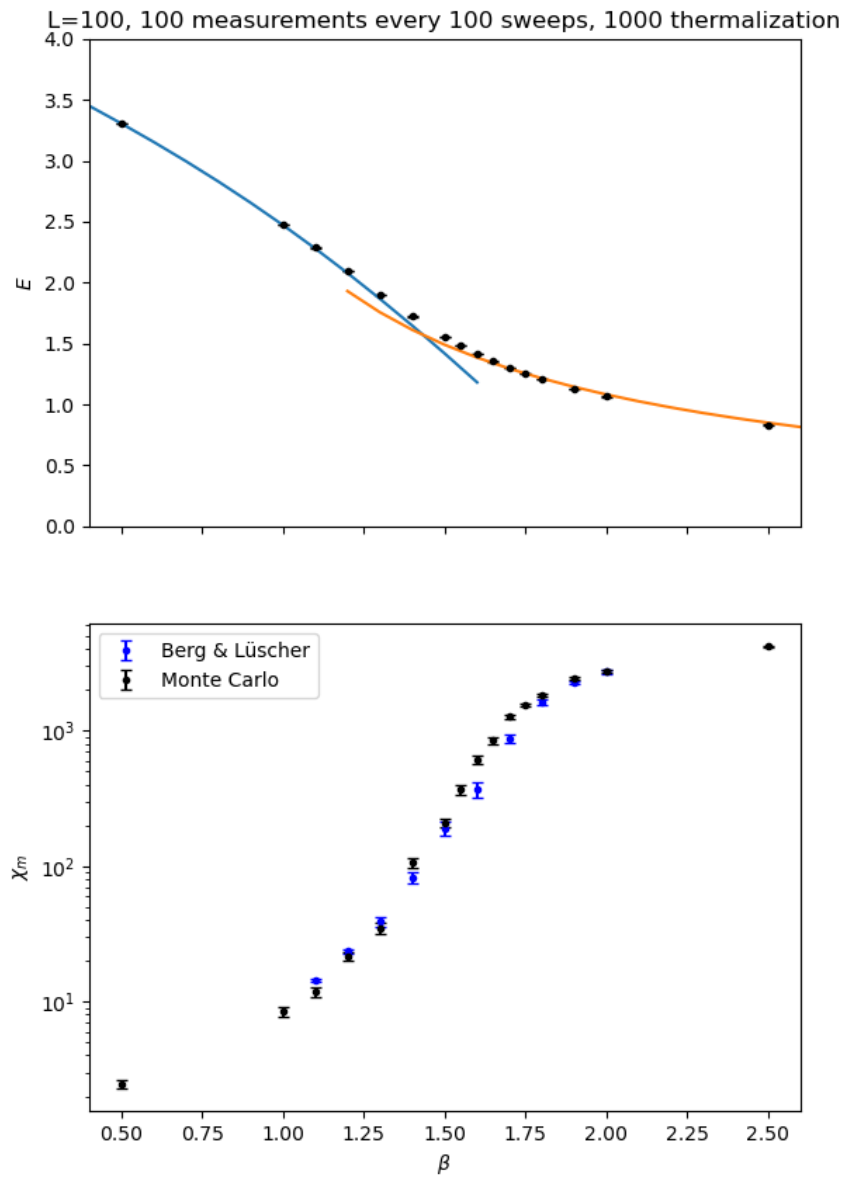 L=100, 100 measurements every 100 sweeps, 1000 thermalization
4.0
3.5
3.0
2.5
2.0
1.5
1.0
0.5
0.0
E
Berg & Lüscher
Monte Carlo
10³
10²
10¹
χₘ
0.50 0.75 1.00 1.25 1.50 1.75 2.00 2.25 2.50
β